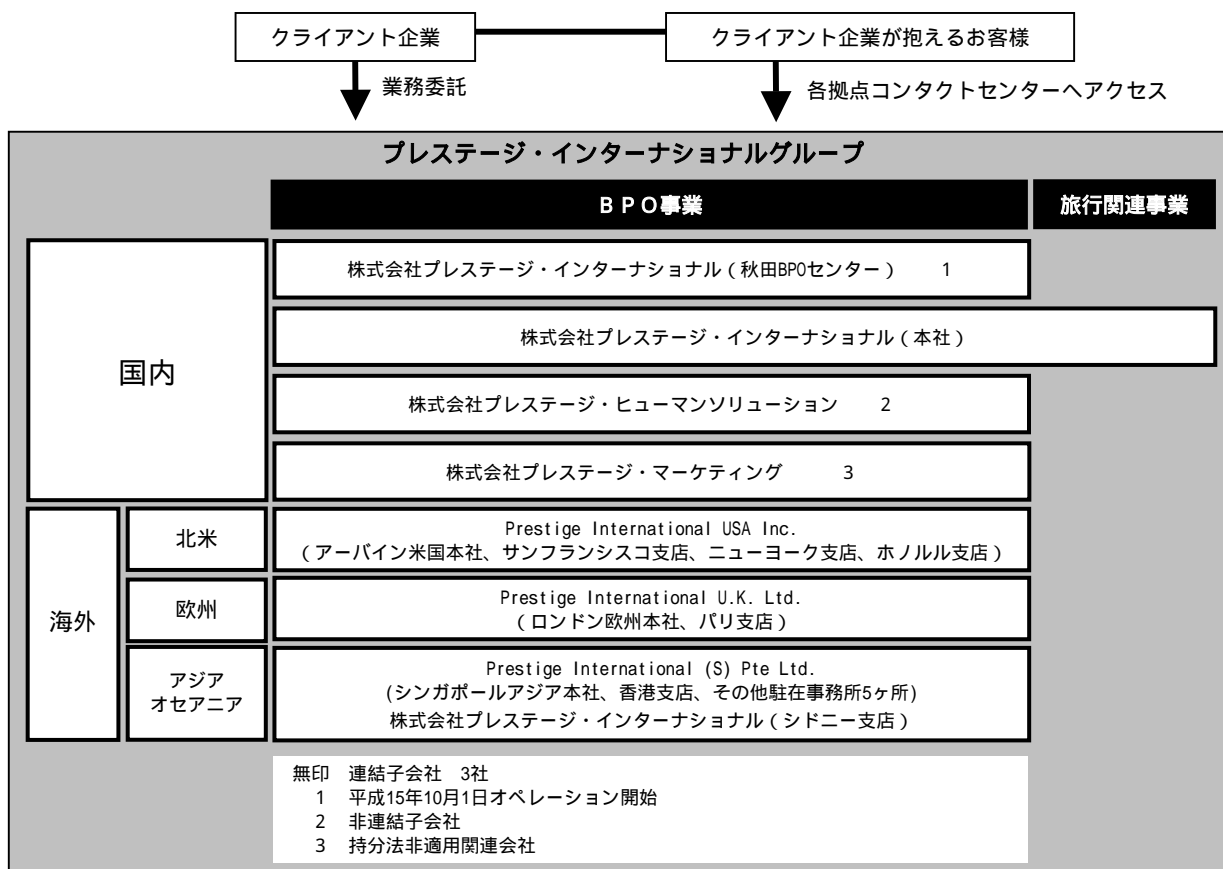 クライアント企業
クライアント企業が抱えるお客様
業務委託
各拠点コンタクトセンターへアクセス
プレステージ・インターナショナルグループ
BPO事業
旅行関連事業
国内
株式会社プレステージ・インターナショナル(秋田BPOセンター) 1
株式会社プレステージ・インターナショナル(本社)
株式会社プレステージ・ヒューマンソリューション 2
株式会社プレステージ・マーケティング 3
海外
北米
Prestige International USA Inc.
(アーバイン米国本社、サンフランシスコ支店、ニューヨーク支店、ホノルル支店)
欧州
Prestige International U.K. Ltd.
(ロンドン欧州本社、パリ支店)
アジア
オセアニア
Prestige International (S) Pte Ltd.
(シンガポールアジア本社、香港支店、その他駐在事務所5ヶ所)
株式会社プレステージ・インターナショナル(シドニー支店)
無印 連結子会社 3社
1 平成15年10月1日オペレーション開始
2 非連結子会社
3 持分法非適用関連会社